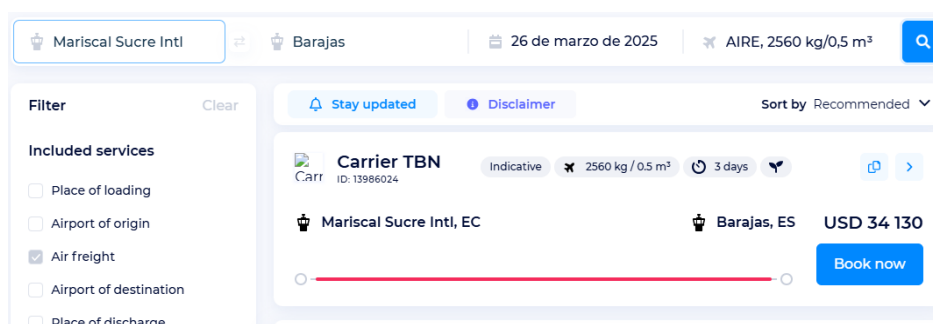 Mariscal Sucre Intl
Barajas
26 de marzo de 2025
AIRE, 2560 kg/0,5 m³
Filter
Clear
Included services
Place of loading
Airport of origin
Air freight
Airport of destination
Place of discharge
Stay updated
Disclaimer
Sort by Recommended
Carr
Carrier TBN
ID: 13986024
Indicative
2560 kg / 0.5 m³
3 days
Mariscal Sucre Intl, EC
Barajas, ES
USD 34 130
Book now